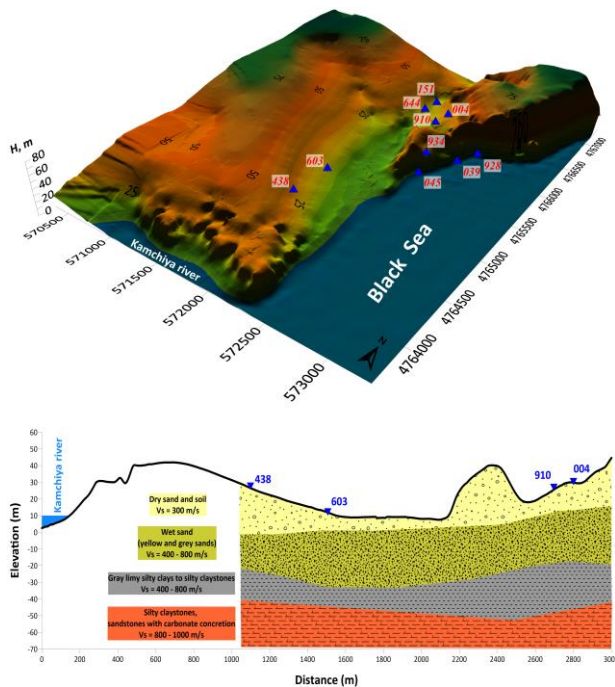 H, m
80
60
40
20
0
151
644
004
910
934
603
438
045
039
928
75
50
25
Kamchiya river
Black Sea
N
570500
571000
571500
572000
572500
573000
4764000
4764500
4765000
4765500
4766000
4766500
4767000
60
50
40
30
20
10
0
-10
-20
-30
-40
-50
-60
-70
Elevation (m)
Kamchiya river
438
603
910
004
Dry sand and soil
Vs = 300 m/s
Wet sand
(yellow and grey sands)
Vs = 400 - 800 m/s
Gray limy silty clays to silty claystones
Vs = 400 - 800 m/s
Silty claystones,
sandstones with carbonate concretion
Vs = 800 - 1000 m/s
0 200 400 600 800 1000 1200 1400 1600 1800 2000 2200 2400 2600 2800 3000
Distance (m)